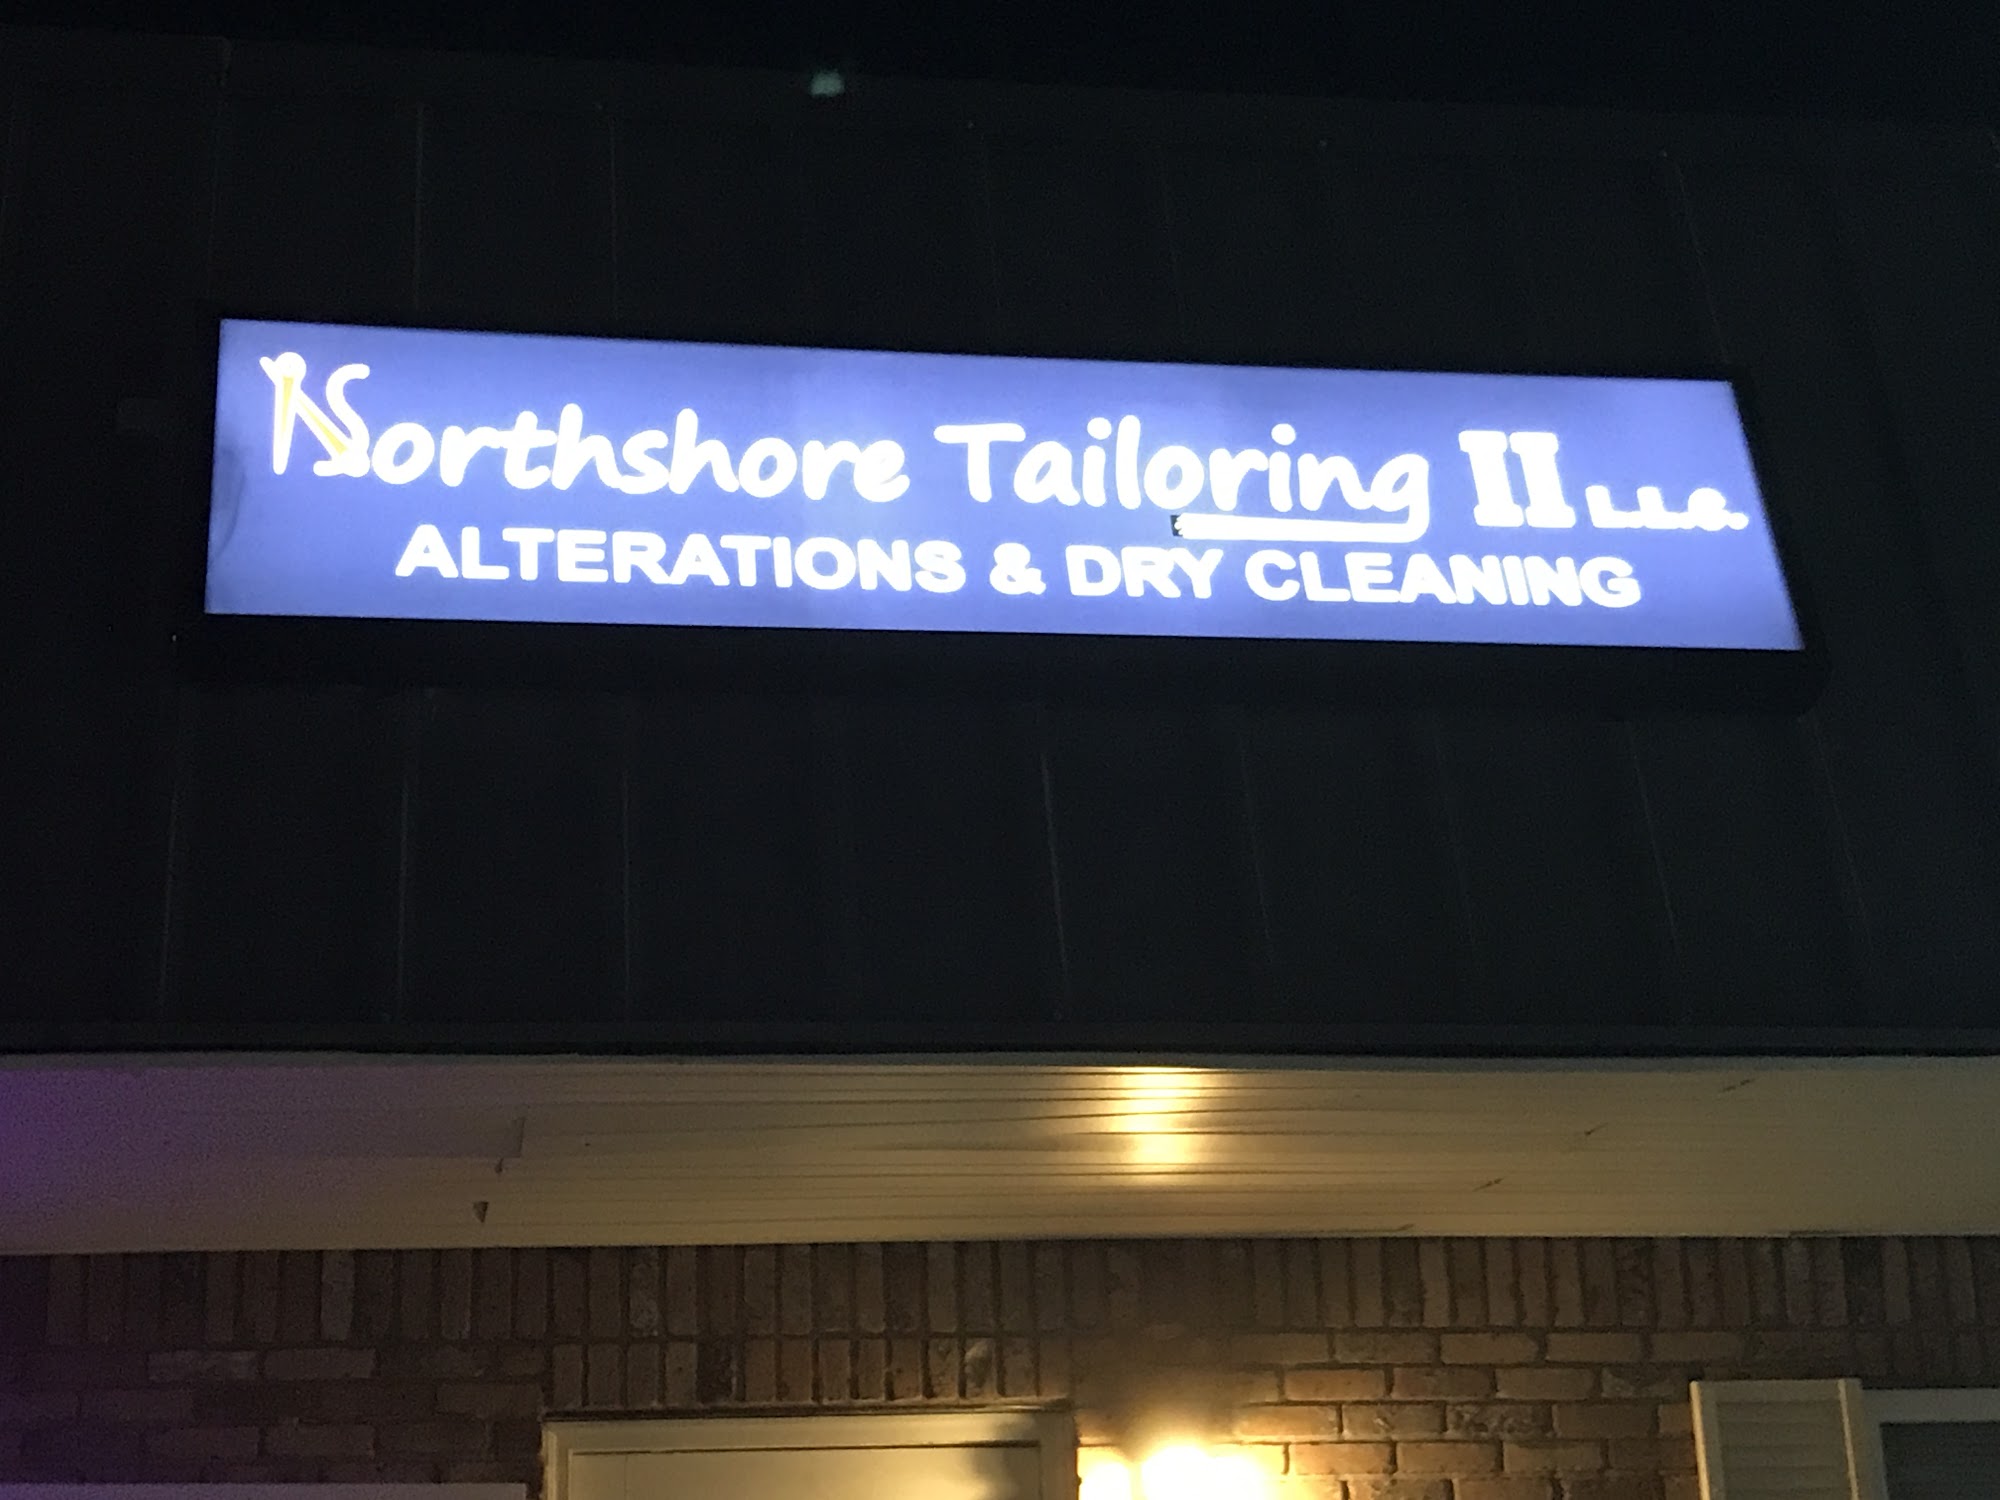 Northshore Tailoring II L.L.C.
ALTERATIONS & DRY CLEANING